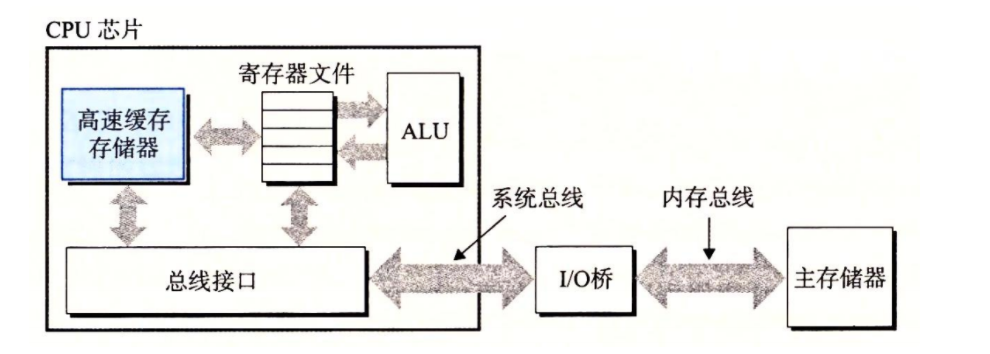 CPU 芯片
寄存器文件
高速缓存
存储器
ALU
系统总线
内存总线
总线接口
I/O桥
主存储器